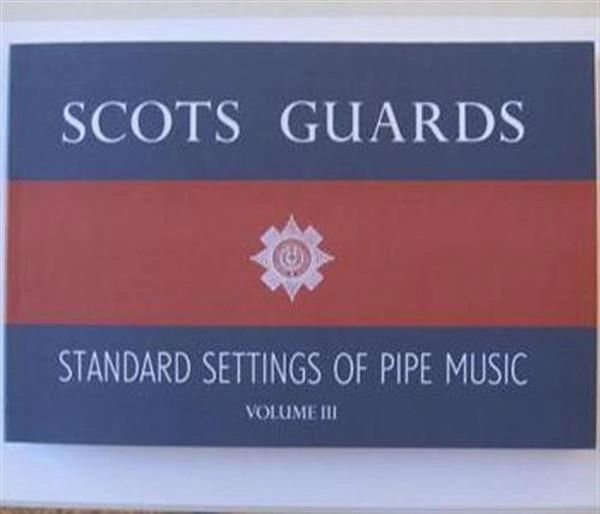 SCOTS GUARDS
STANDARD SETTINGS OF PIPE MUSIC
VOLUME III